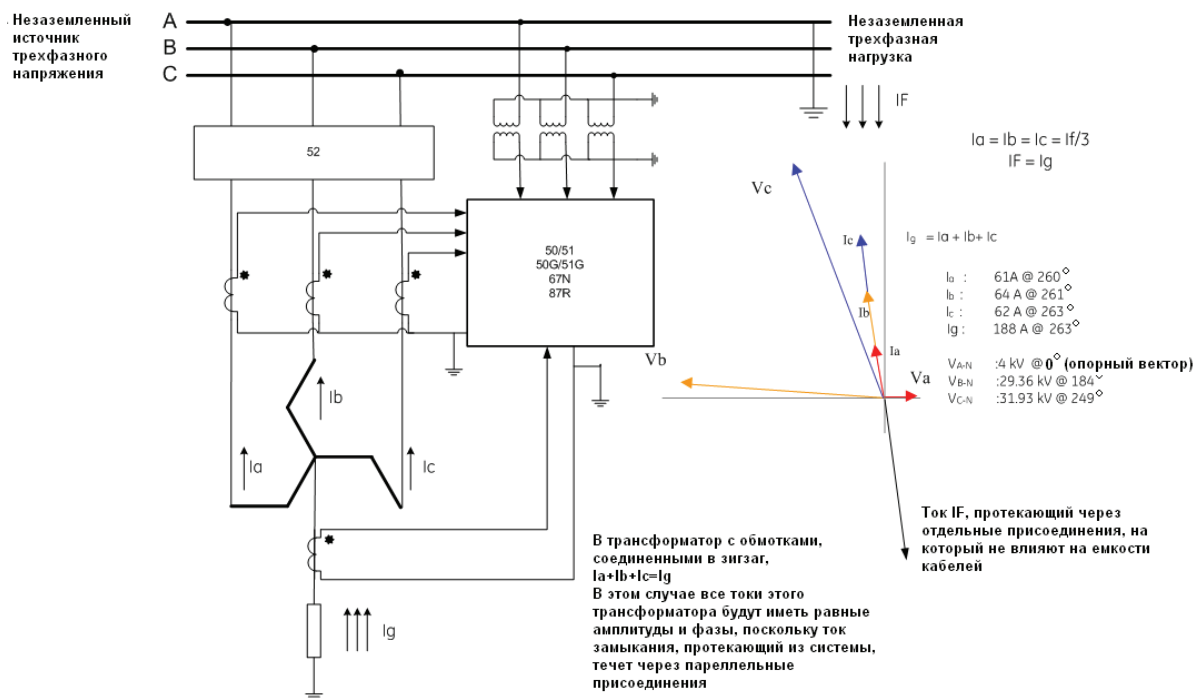 . Незаземленный
источник
трехфазного
напряжения
A
B
C
Незаземленная
трехфазная
нагрузка
IF
52
Ia = Ib = Ic = If/3
IF = Ig
50/51
50G/51G
67N
87R
Vc
Ic
Ib
Ia
Vb
Va
Ig = Ia + Ib+ Ic
Ia : 61A @ 260°
Ib : 64 A @ 261°
Ic : 62 A @ 263°
Ig : 188 A @ 263°
VA-N :4 kV @0° (опорный вектор)
VB-N :29.36 kV @ 184°
VC-N :31.93 kV @ 249°
Ib
Ia
Ic
Ig
Ток IF, протекающий через
отдельные присоединения, на
который не влияют на емкости
кабелей
В трансформатор с обмотками,
соединенными в зигзаг,
Ia+Ib+Ic=Ig
В этом случае все токи этого
трансформатора будут иметь равные
амплитуды и фазы, поскольку ток
замыкания, протекающий из системы,
течет через пареллельные
присоединения